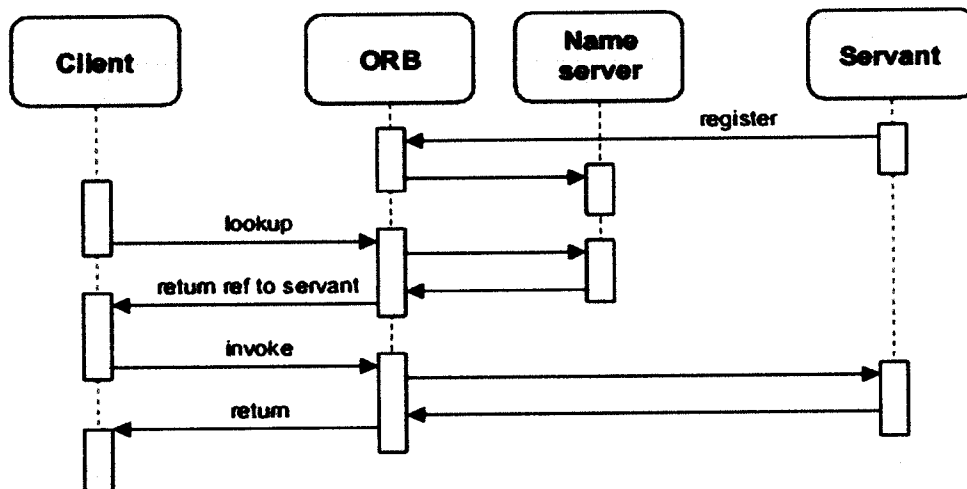 Client
ORB
Name
server
Servant
register
lookup
return ref to servant
invoke
return